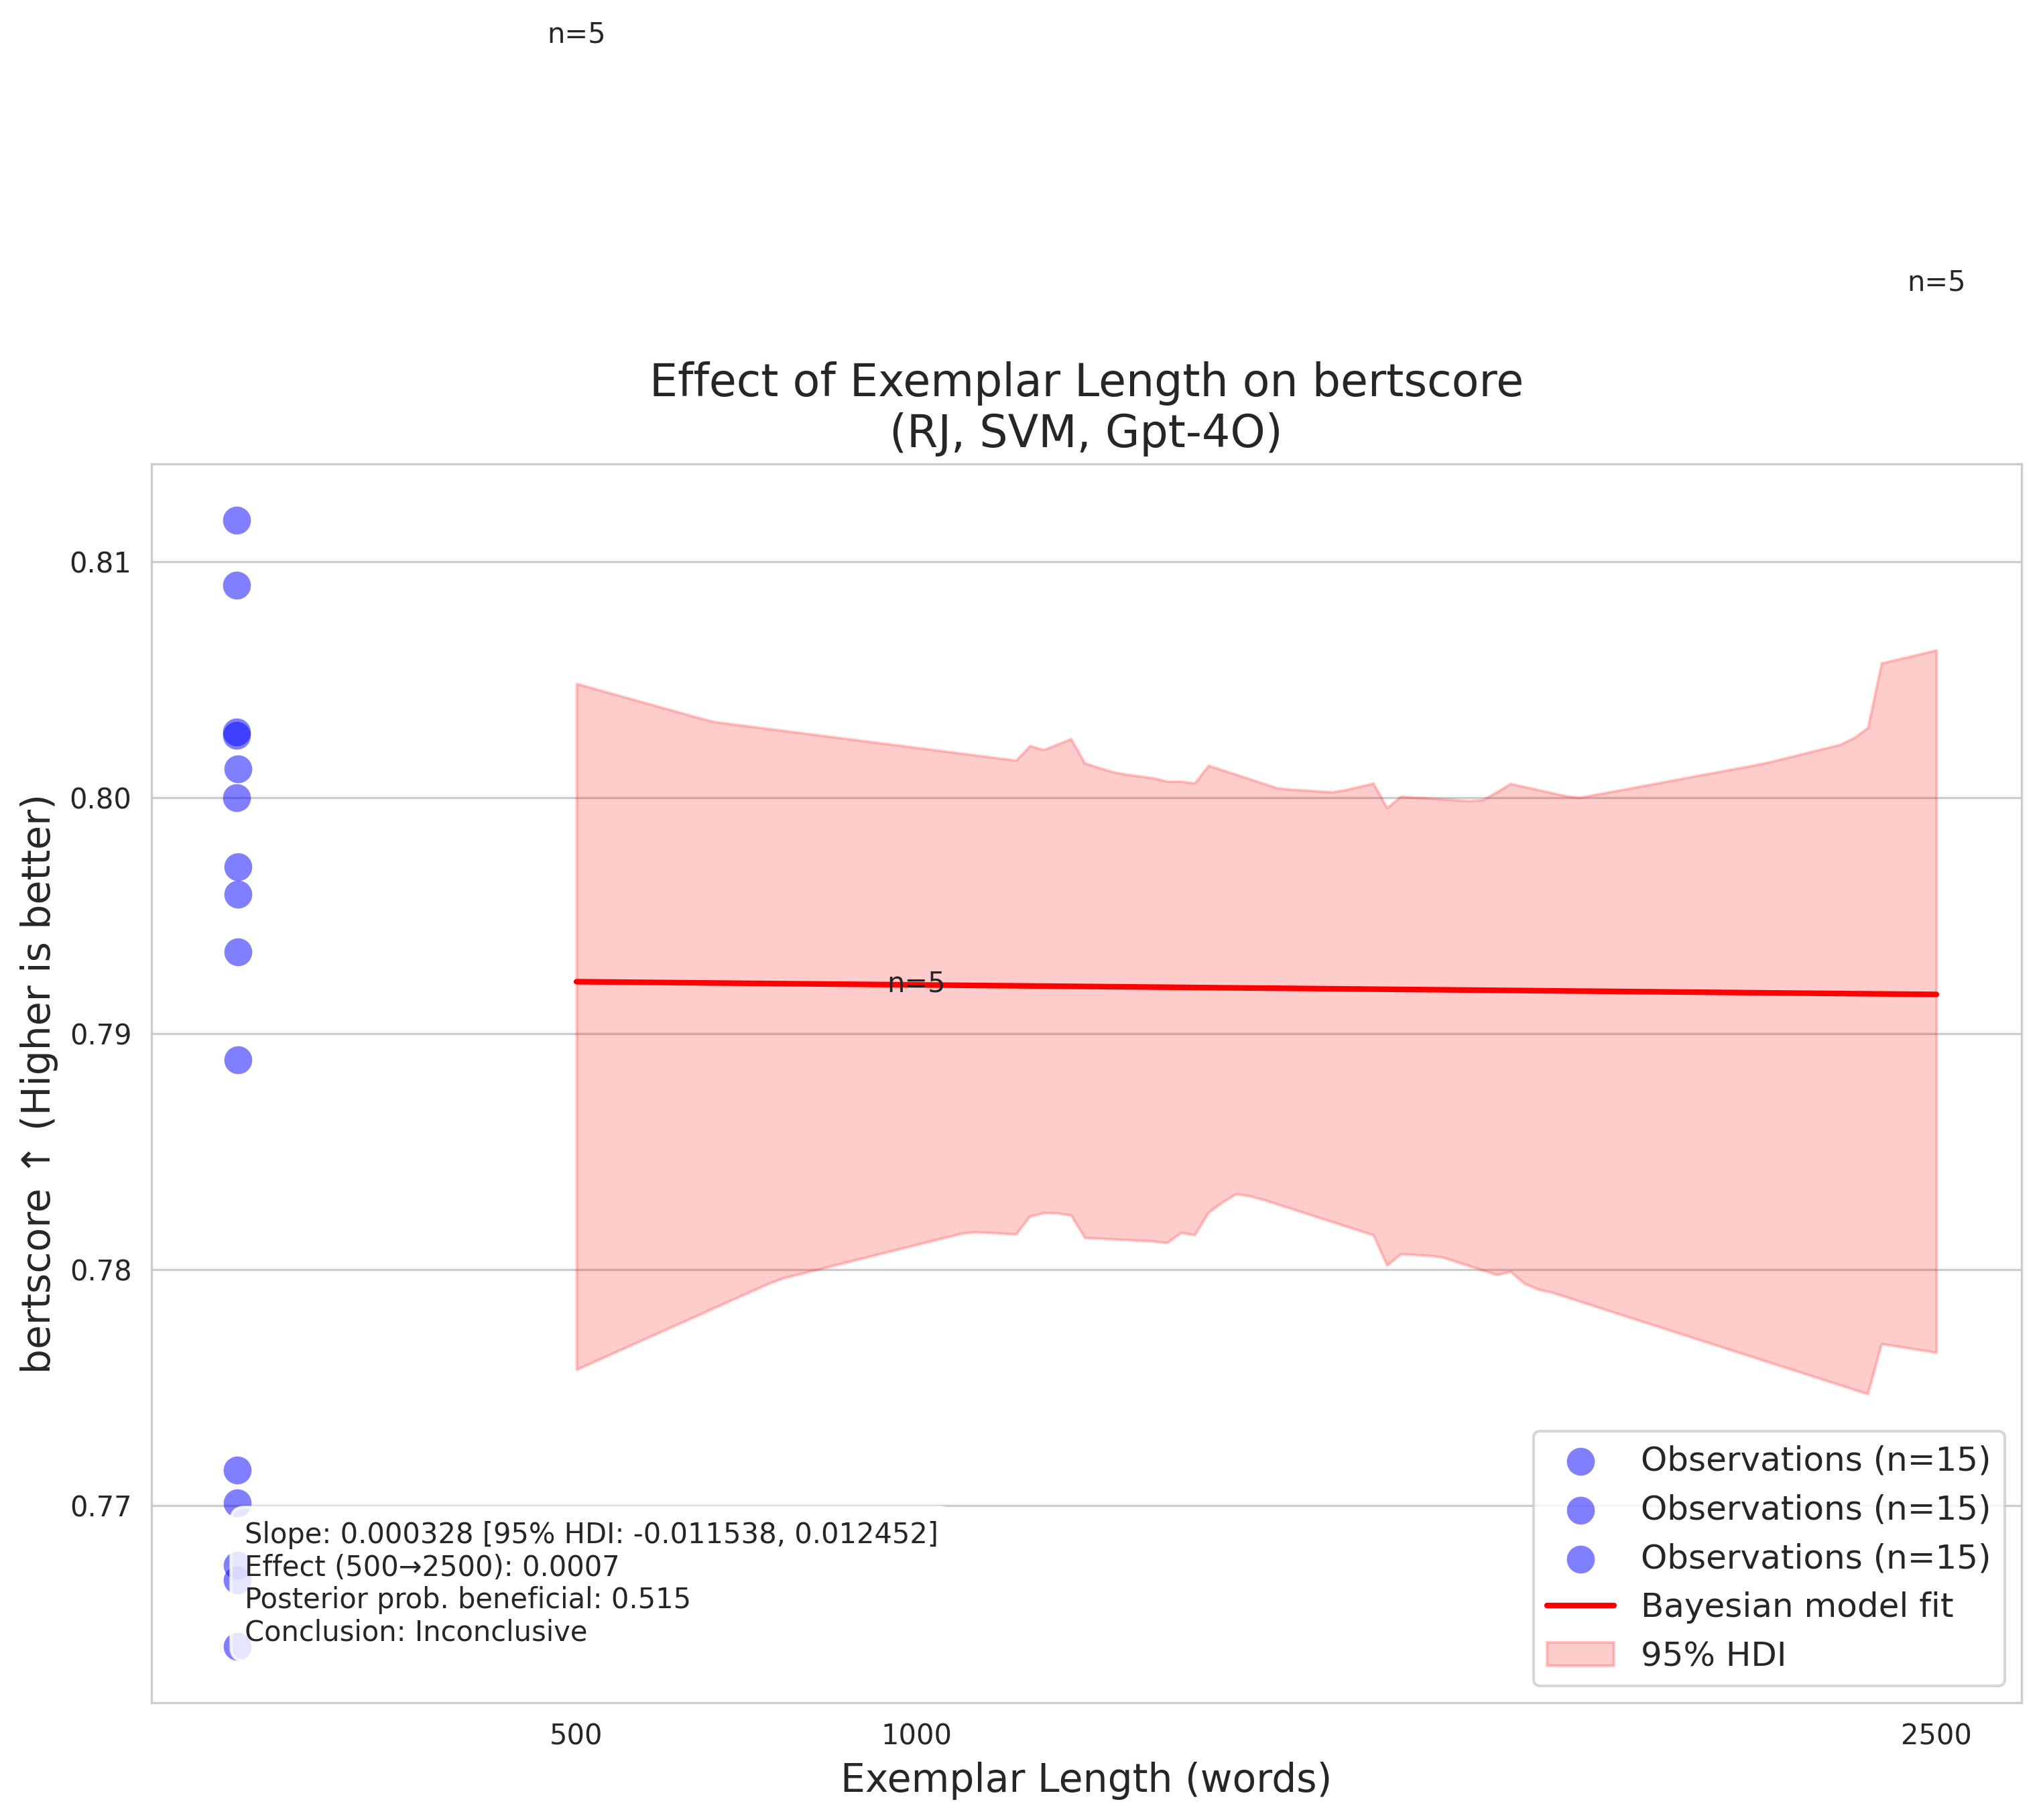 n=5
n=5
Effect of Exemplar Length on bertscore
(RJ, SVM, Gpt-4O)
bertscore ↑ (Higher is better)
0.81
0.80
0.79
0.78
0.77
n=5
Slope: 0.000328 [95% HDI: -0.011538, 0.012452]
Effect (500→2500): 0.0007
Posterior prob. beneficial: 0.515
Conclusion: Inconclusive
Observations (n=15)
Observations (n=15)
Observations (n=15)
Bayesian model fit
95% HDI
500
1000
2500
Exemplar Length (words)